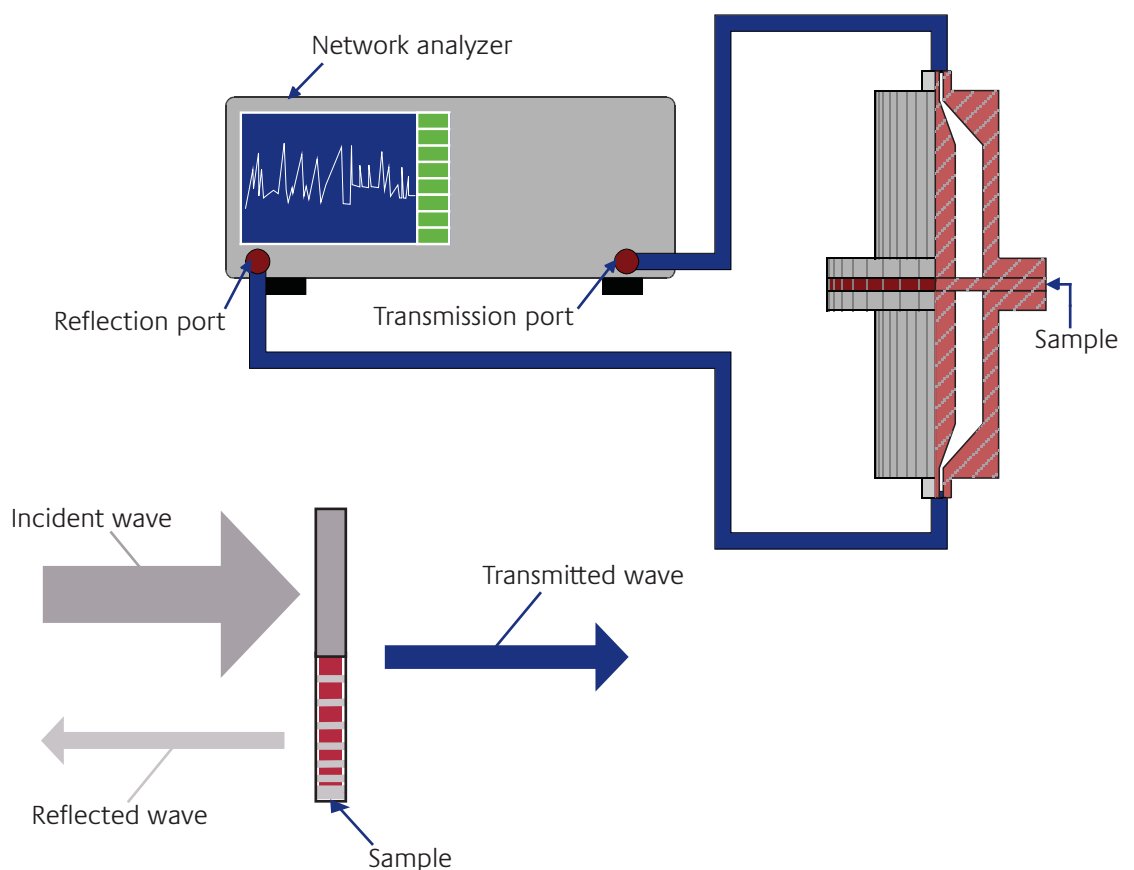 Network analyzer
Reflection port
Transmission port
Sample
Incident wave
Transmitted wave
Reflected wave
Sample